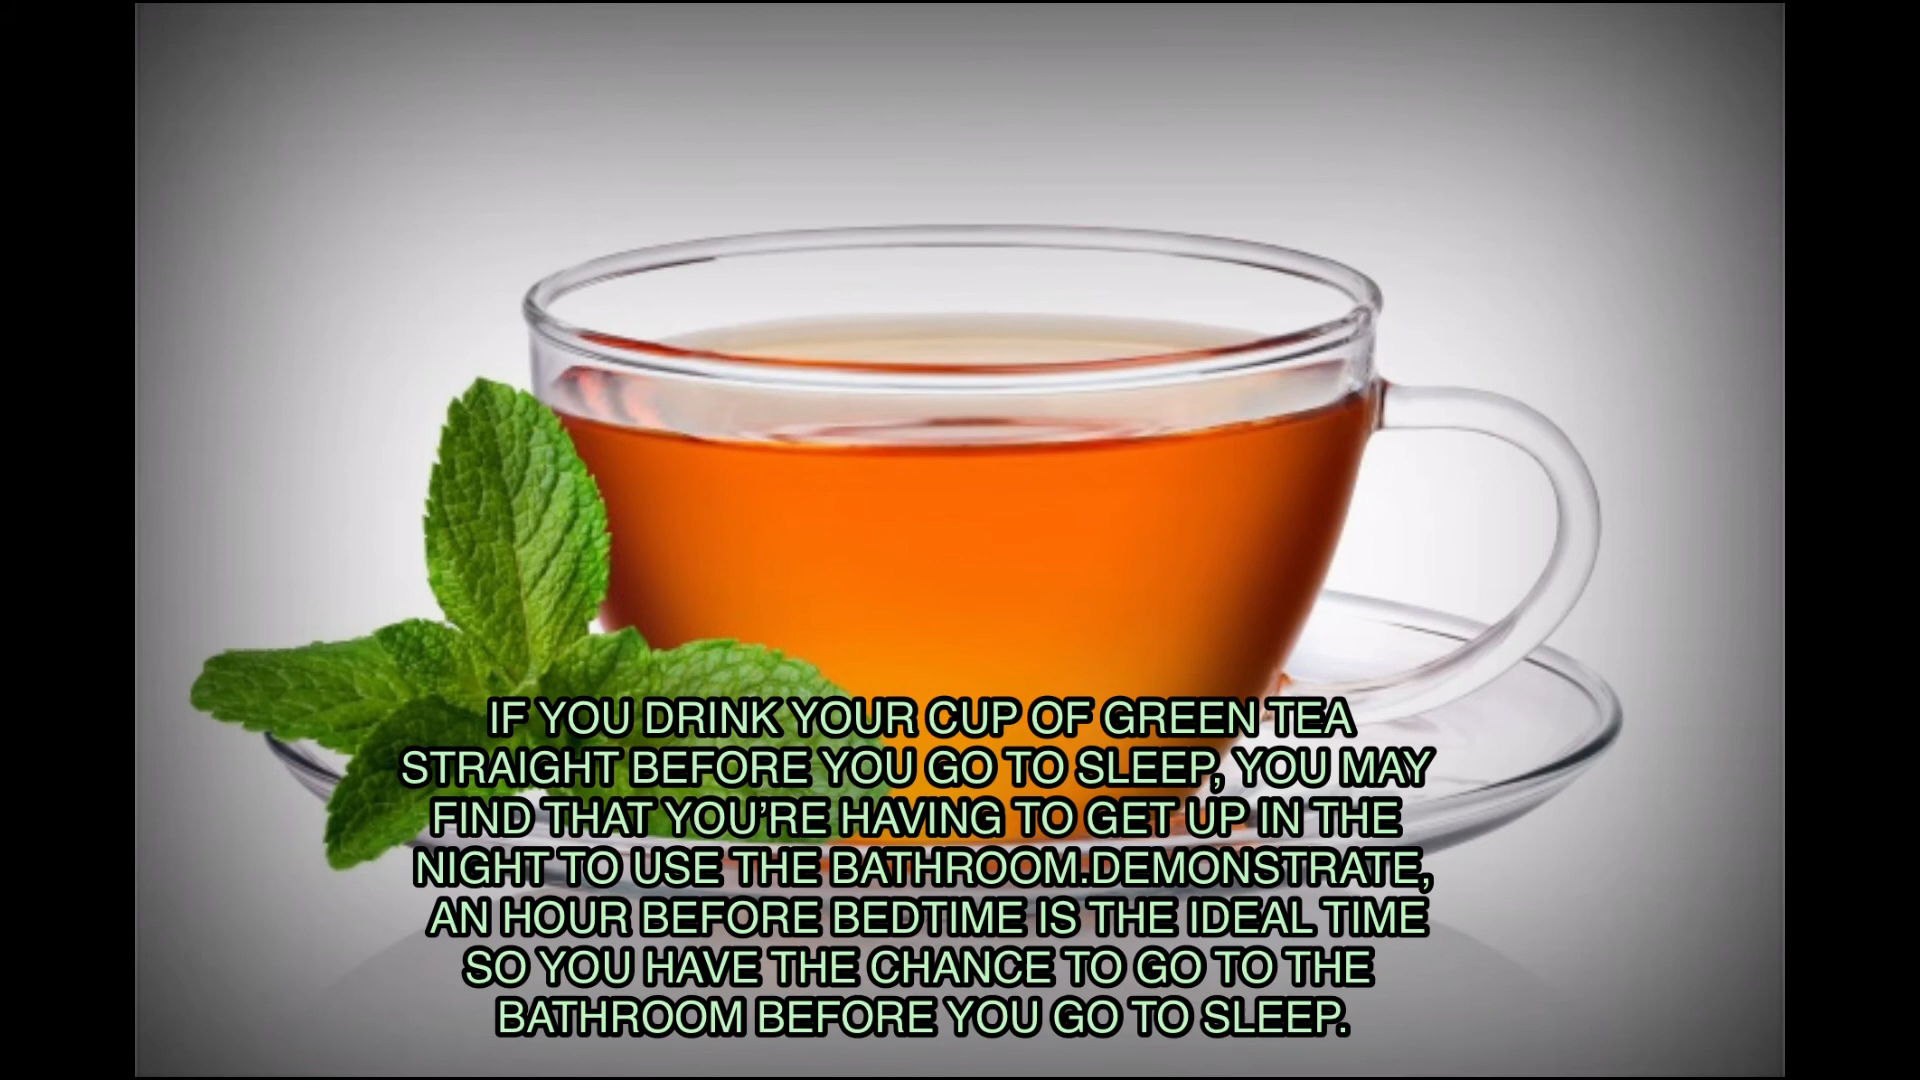 IF YOU DRINK YOUR CUP OF GREEN TEA
STRAIGHT BEFORE YOU GO TO SLEEP, YOU MAY
FIND THAT YOU’RE HAVING TO GET UP IN THE
NIGHT TO USE THE BATHROOM.DEMONSTRATE,
AN HOUR BEFORE BEDTIME IS THE IDEAL TIME
SO YOU HAVE THE CHANCE TO GO TO THE
BATHROOM BEFORE YOU GO TO SLEEP.